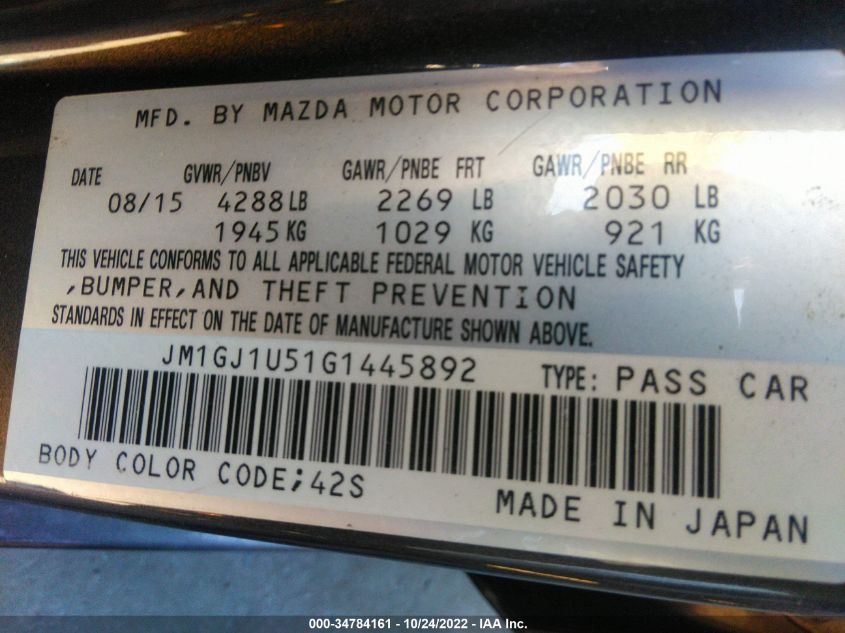 MFD. BY MAZDA MOTOR CORPORATION
DATE GVWR/PNBV GAWR/PNBE FRT GAWR/PNBE RR
08/15 4288 LB 2269 LB 2030 LB
1945 KG 1029 KG 921 KG
THIS VEHICLE CONFORMS TO ALL APPLICABLE FEDERAL MOTOR VEHICLE SAFETY
,BUMPER,AND THEFT PREVENTION
STANDARDS IN EFFECT ON THE DATE OF MANUFACTURE SHOWN ABOVE.
JM1GJ1U51G1445892 TYPE: PASS CAR
BODY COLOR CODE;42S
MADE IN JAPAN
000-34784161 - 10/24/2022 - IAA Inc.